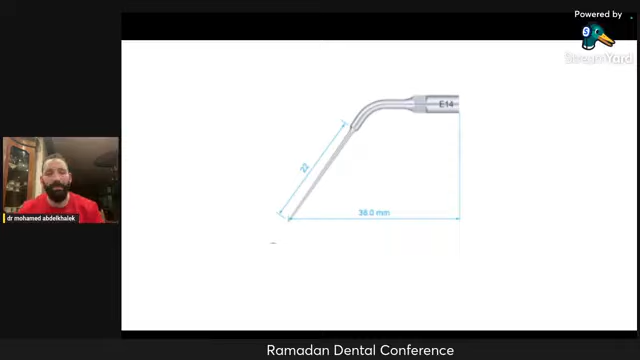 Powered by
S
StreamYard
E14
22
38.0 mm
dr mohamed abdelkhalek
Ramadan Dental Conference